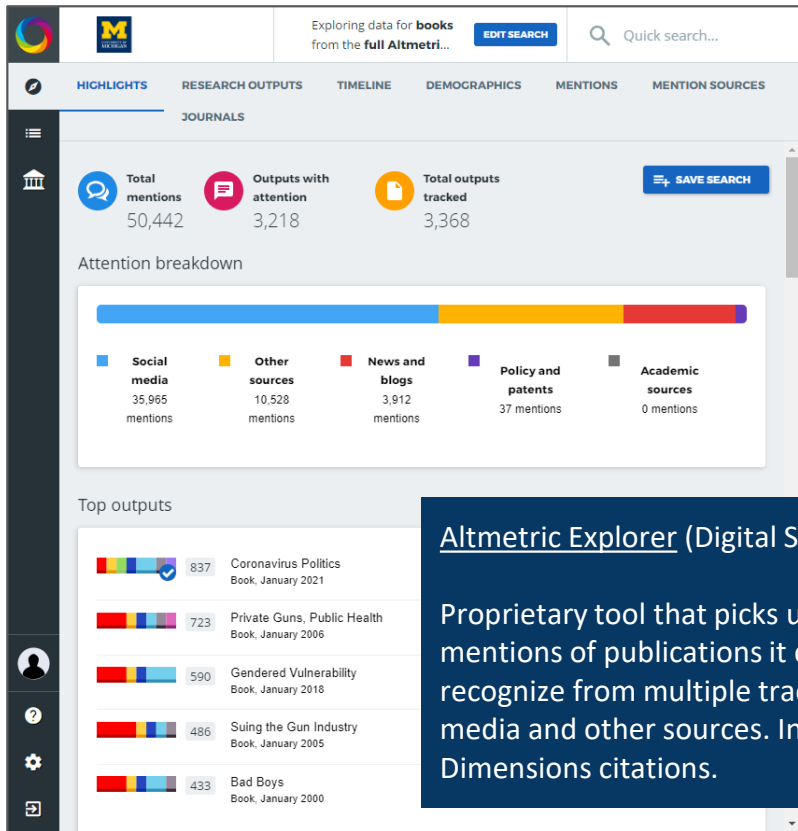 M
UNIVERSITY OF
MICHIGAN
Exploring data for books
from the full Altmetri...
EDIT SEARCH
Quick search...
HIGHLIGHTS
RESEARCH OUTPUTS
TIMELINE
DEMOGRAPHICS
MENTIONS
MENTION SOURCES
JOURNALS
Total
mentions
50,442
Outputs with
attention
3,218
Total outputs
tracked
3,368
SAVE SEARCH
Attention breakdown
Social
media
35,965
mentions
Other
sources
10,528
mentions
News and
blogs
3,912
mentions
Policy and
patents
37 mentions
Academic
sources
0 mentions
Top outputs
837
Coronavirus Politics
Book, January 2021
723
Private Guns, Public Health
Book, January 2006
590
Gendered Vulnerability
Book, January 2018
486
Suing the Gun Industry
Book, January 2005
433
Bad Boys
Book, January 2000
Altmetric Explorer (Digital S
Proprietary tool that picks u
mentions of publications it
recognize from multiple tra
media and other sources. In
Dimensions citations.